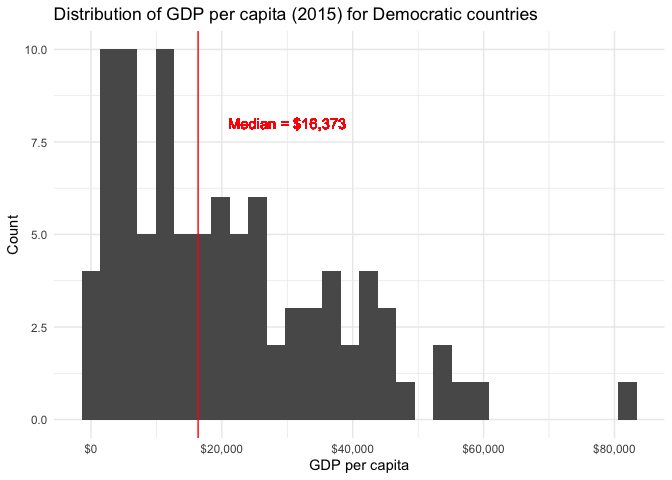 Distribution of GDP per capita (2015) for Democratic countries
10.0
Median = $16,373
7.5
Count
5.0
2.5
0.0
$0 $20,000 $40,000 $60,000 $80,000
GDP per capita